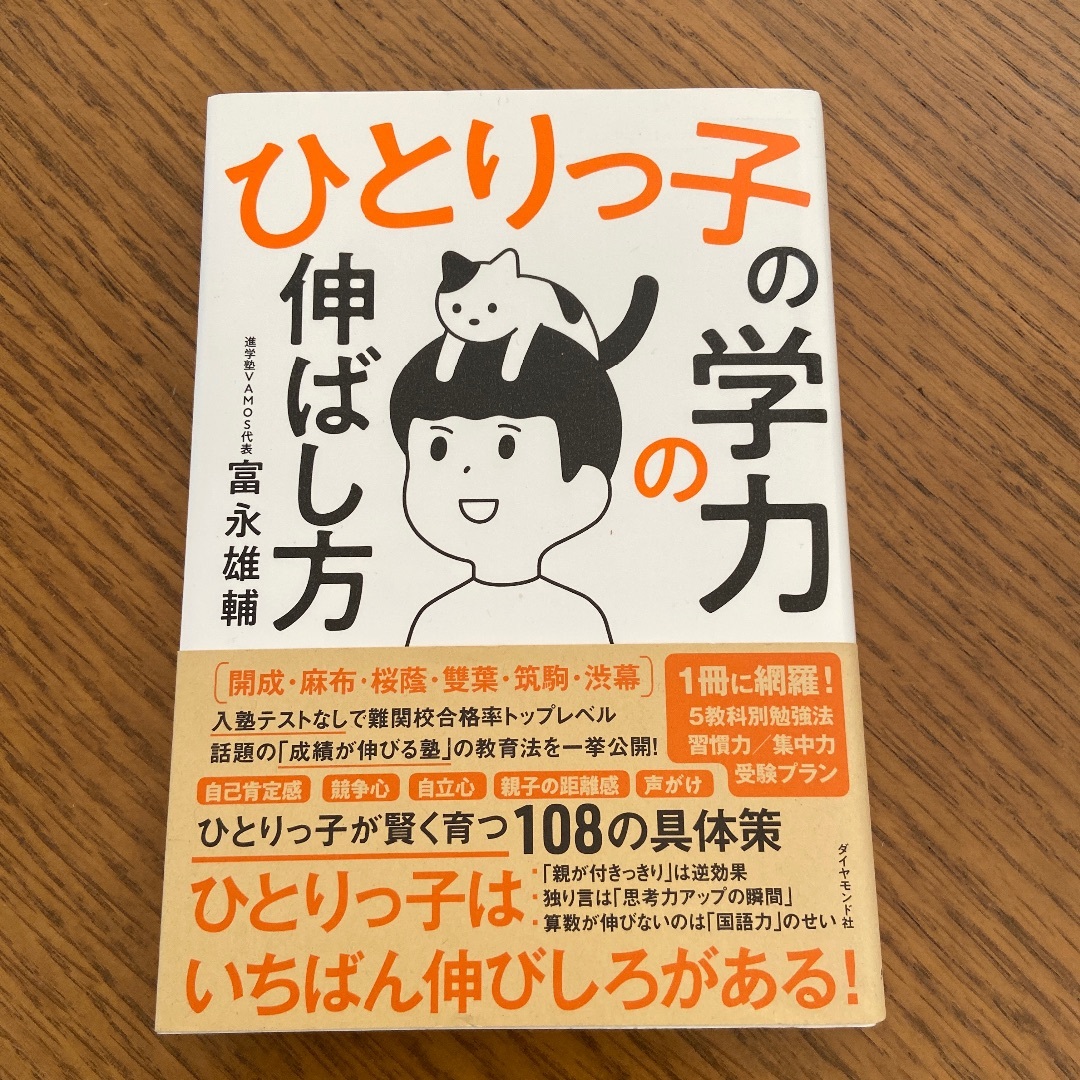 ひとりっ子
の学力
の
伸ばし方
進学塾VAMOS代表
富永雄輔
[開成・麻布・桜蔭・雙葉・筑駒・渋幕]
入塾テストなしで難関校合格率トップレベル
話題の「成績が伸びる塾」の教育法を一挙公開!
1冊に網羅!
5教科別勉強法
習慣力/集中力
受験プラン
自己肯定感 競争心 自立心 親子の距離感 声がけ
ひとりっ子が賢く育つ108の具体策
ひとりっ子は
:「親が付きっきり」は逆効果
:独り言は「思考力アップの瞬間」
:算数が伸びないのは「国語力」のせい
いちばん伸びしろがある!
ダイヤモンド社